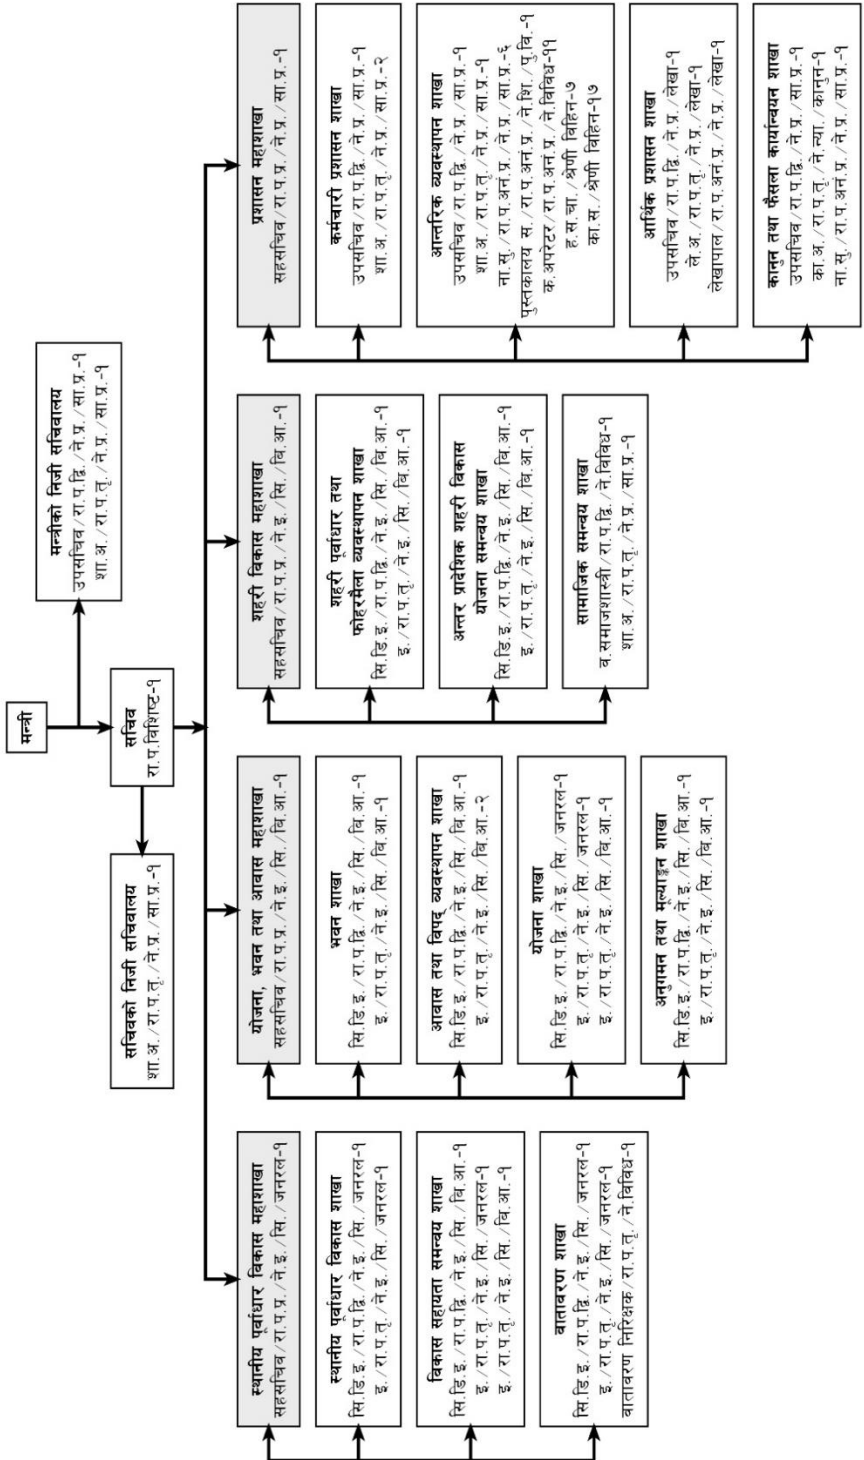 मन्त्री
मन्त्रीको निजी सचिवालय
उपसचिव/रा.प.द्वि./ने.प्र./सा.प्र.-१
शा.अ./रा.प.तृ./ने.प्र./सा.प्र.-१
सचिव
रा.प.विशिष्ट-१
सचिवको निजी सचिवालय
शा.अ./रा.प.तृ./ने.प्र./सा.प्र.-१
स्थानीय पूर्वाधार विकास महाशाखा
सहसचिव/रा.प.प्र./ने.इ./सि./जनरल-१
स्थानीय पूर्वाधार विकास शाखा
सि.डि.इ./रा.प.द्वि./ने.इ./सि./जनरल-१
इ./रा.प.तृ./ने.इ./सि./जनरल-१
विकास सहायता समन्वय शाखा
सि.डि.इ./रा.प.द्वि./ने.इ./सि./वि.आ.-१
इ./रा.प.तृ./ने.इ./सि./जनरल-१
इ./रा.प.तृ./ने.इ./सि./वि.आ.-१
वातावरण शाखा
सि.डि.इ./रा.प.द्वि./ने.इ./सि./जनरल-१
इ./रा.प.तृ./ने.इ./सि./जनरल-१
वातावरण निरिक्षक/रा.प.तृ./ने.विविध-१
योजना, भवन तथा आवास महाशाखा
सहसचिव/रा.प.प्र./ने.इ./सि./वि.आ.-१
भवन शाखा
सि.डि.इ./रा.प.द्वि./ने.इ./सि./वि.आ.-१
इ./रा.प.तृ./ने.इ./सि./वि.आ.-१
आवास तथा विपद् व्यवस्थापन शाखा
सि.डि.इ./रा.प.द्वि./ने.इ./सि./वि.आ.-१
इ./रा.प.तृ./ने.इ./सि./वि.आ.-२
योजना शाखा
सि.डि.इ./रा.प.द्वि./ने.इ./सि./जनरल-१
इ./रा.प.तृ./ने.इ./सि./जनरल-१
इ./रा.प.तृ./ने.इ./सि./वि.आ.-१
अनुगमन तथा मूल्याङ्कन शाखा
सि.डि.इ./रा.प.द्वि./ने.इ./सि./वि.आ.-१
इ./रा.प.तृ./ने.इ./सि./वि.आ.-१
शहरी विकास महाशाखा
सहसचिव/रा.प.प्र./ने.इ./सि./वि.आ.-१
शहरी पूर्वाधार तथा
फोहरमैला व्यवस्थापन शाखा
सि.डि.इ./रा.प.द्वि./ने.इ./सि./वि.आ.-१
इ./रा.प.तृ./ने.इ./सि./वि.आ.-१
अन्तर प्रादेशिक शहरी विकास
योजना समन्वय शाखा
सि.डि.इ./रा.प.द्वि./ने.इ./सि./वि.आ.-१
इ./रा.प.तृ./ने.इ./सि./वि.आ.-१
सामाजिक समन्वय शाखा
व.समाजशास्त्री/रा.प.द्वि./ने.विविध-१
शा.अ./रा.प.तृ./ने.प्र./सा.प्र.-१
प्रशासन महाशाखा
सहसचिव/रा.प.प्र./ने.प्र./सा.प्र.-१
कर्मचारी प्रशासन शाखा
उपसचिव/रा.प.द्वि./ने.प्र./सा.प्र.-१
शा.अ./रा.प.तृ./ने.प्र./सा.प्र.-२
आन्तरिक व्यवस्थापन शाखा
उपसचिव/रा.प.द्वि./ने.प्र./सा.प्र.-१
शा.अ./रा.प.तृ./ने.प्र./सा.प्र.-१
ना.सु./रा.प.अनं.प्र./ने.प्र./सा.प्र.-६
पुस्तकालय स./रा.प.अनं.प्र./ने.शि./पु.वि.-१
क.अपरेटर/रा.प.अनं.प्र./ने.विविध-११
ह.स.चा./श्रेणी विहिन-७
का.स./श्रेणी विहिन-१७
आर्थिक प्रशासन शाखा
उपसचिव/रा.प.द्वि./ने.प्र./लेखा-१
ले.अ./रा.प.तृ./ने.प्र./लेखा-१
लेखापाल/रा.प.अनं.प्र./ने.प्र./लेखा-१
कानुन तथा फैसला कार्यान्वयन शाखा
उपसचिव/रा.प.द्वि./ने.प्र./सा.प्र.-१
का.अ./रा.प.तृ./ने.न्या./कानुन-१
ना.सु./रा.प.अनं.प्र./ने.प्र./सा.प्र.-१